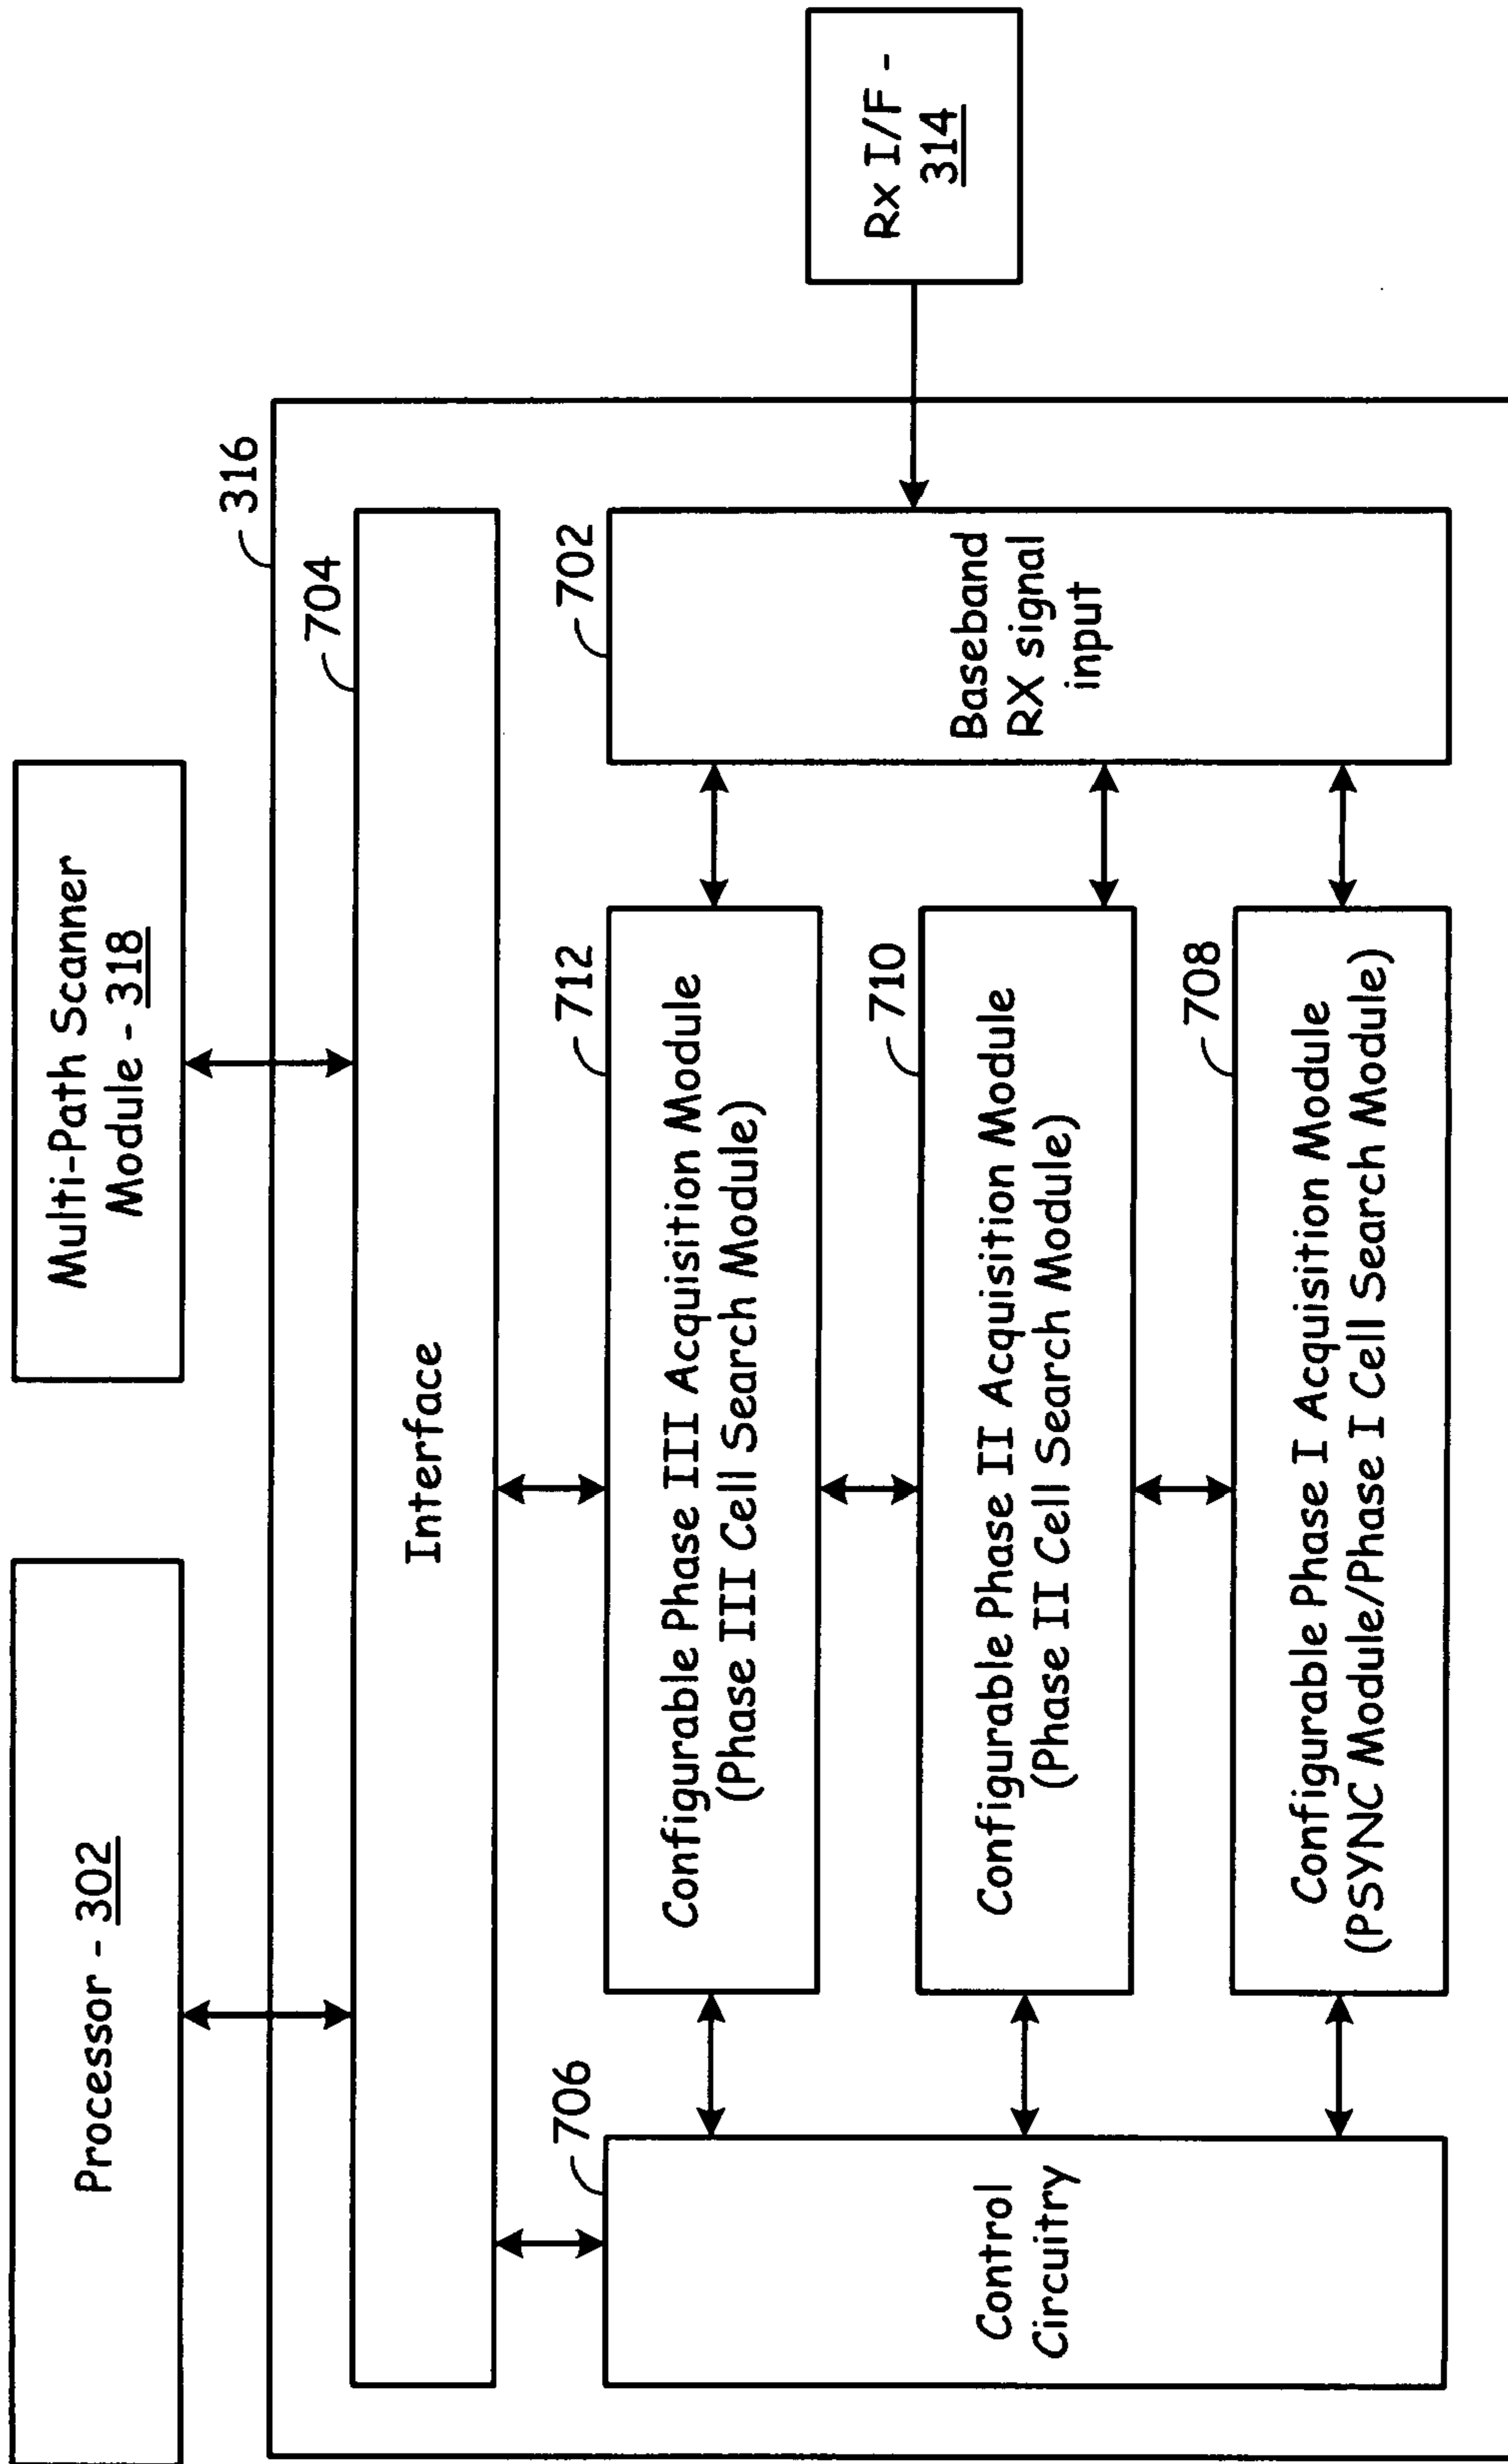 Processor - 302
Multi-Path Scanner
Module - 318
316
704
Interface
706
712
702
Control
Circuitry
Configurable Phase III Acquisition Module
(Phase III Cell Search Module)
710
Configurable Phase II Acquisition Module
(Phase II Cell Search Module)
708
Configurable Phase I Acquisition Module
(PSYNC Module/Phase I Cell Search Module)
Baseband
RX signal
input
Rx I/F -
314